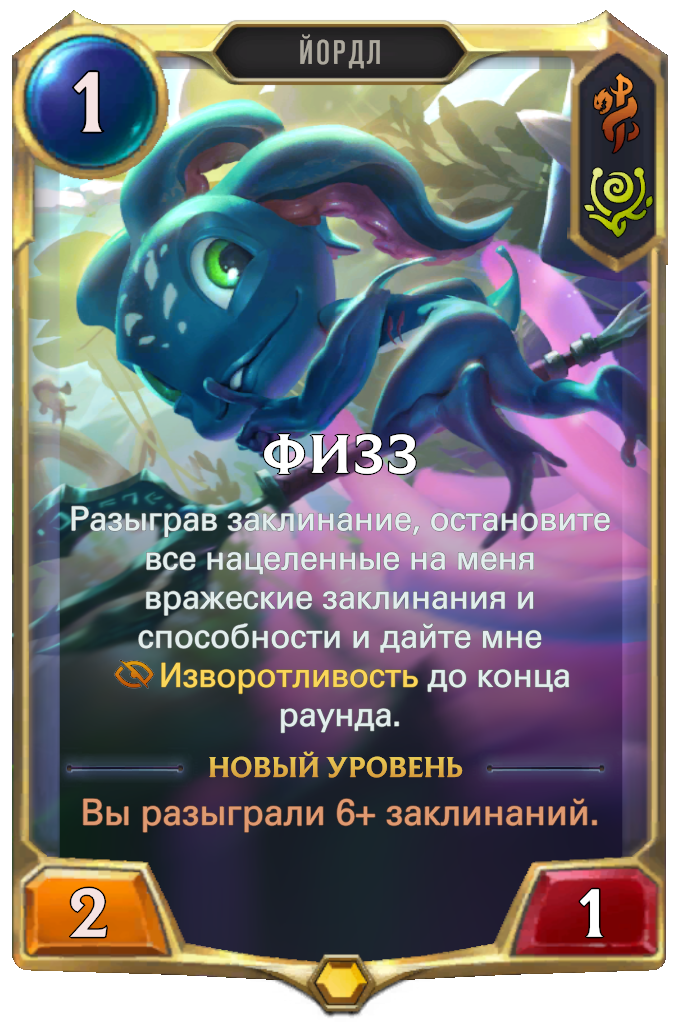 ЙОРДЛ
1
ФИЗЗ
Разыграв заклинание, остановите
все нацеленные на меня
вражеские заклинания и
способности и дайте мне
Изворотливость до конца
раунда.
НОВЫЙ УРОВЕНЬ
Вы разыграли 6+ заклинаний.
2
1